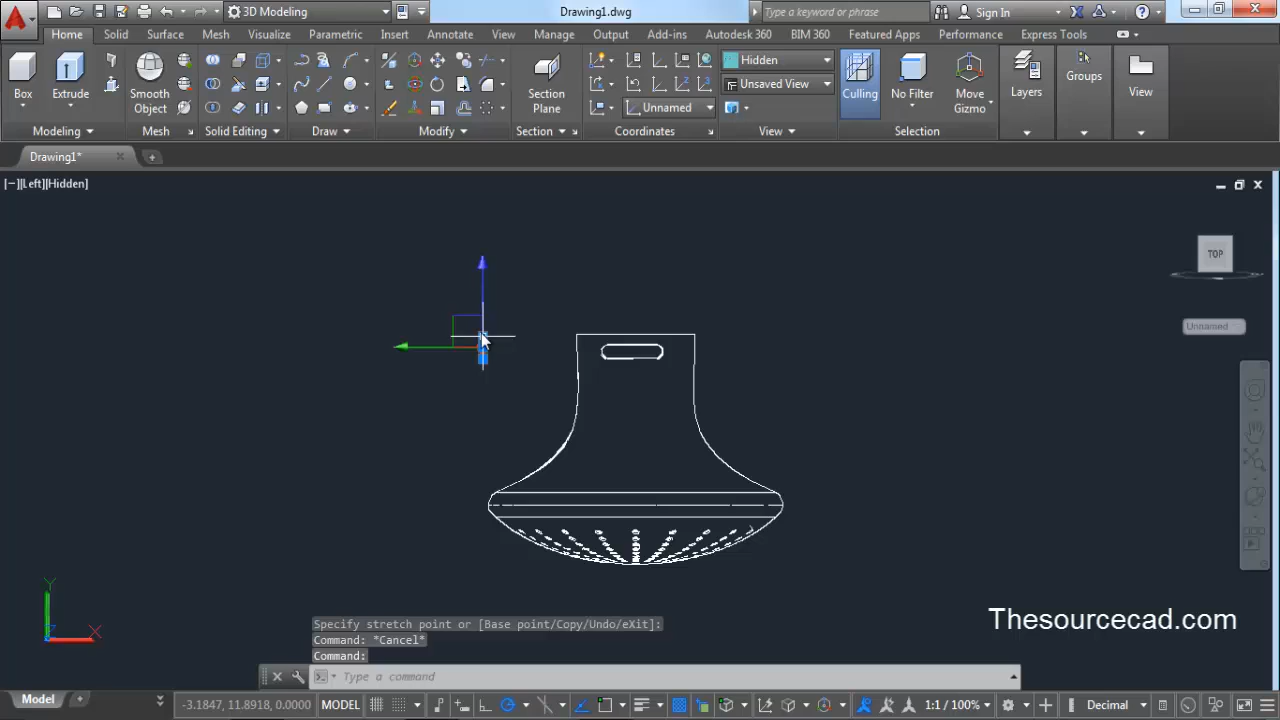 3D Modeling
Drawing1.dwg
Type a keyword or phrase
Sign In
Home Solid Surface Mesh Visualize Parametric Insert Annotate View Manage Output Add-ins Autodesk 360 BIM 360 Featured Apps Performance Express Tools
Box
Extrude
Smooth
Object
Section
Plane
Hidden
Unsaved View
Unnamed
Culling
No Filter
Move
Gizmo
Layers
Groups
View
Modeling
Mesh
Solid Editing
Draw
Modify
Section
Coordinates
View
Selection
Drawing1*
[−][Left][Hidden]
TOP
Unnamed
Y
Z
X
Specify stretch point or [Base point/Copy/Undo/eXit]:
Command: *Cancel*
Command:
Type a command
Thesourcecad.com
Model
-3.1847, 11.8918, 0.0000
MODEL
1:1 / 100%
Decimal